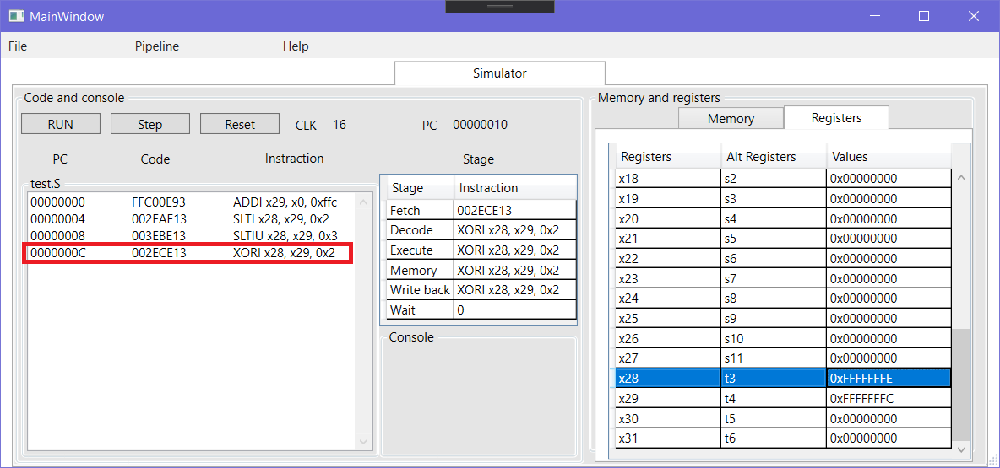 MainWindow
File Pipeline Help
Simulator
Code and console
RUN Step Reset CLK 16 PC 00000010
PC Code Instraction Stage
test.S
00000000 FFC00E93 ADDI x29, x0, 0xffc
00000004 002EAE13 SLTI x28, x29, 0x2
00000008 003EBE13 SLTIU x28, x29, 0x3
0000000C 002ECE13 XORI x28, x29, 0x2
Stage Instraction
Fetch 002ECE13
Decode XORI x28, x29, 0x2
Execute XORI x28, x29, 0x2
Memory XORI x28, x29, 0x2
Write back XORI x28, x29, 0x2
Wait 0
Console
Memory and registers
Memory Registers
Registers Alt Registers Values
x18 s2 0x00000000
x19 s3 0x00000000
x20 s4 0x00000000
x21 s5 0x00000000
x22 s6 0x00000000
x23 s7 0x00000000
x24 s8 0x00000000
x25 s9 0x00000000
x26 s10 0x00000000
x27 s11 0x00000000
x28 t3 0xFFFFFFFE
x29 t4 0xFFFFFFFC
x30 t5 0x00000000
x31 t6 0x00000000